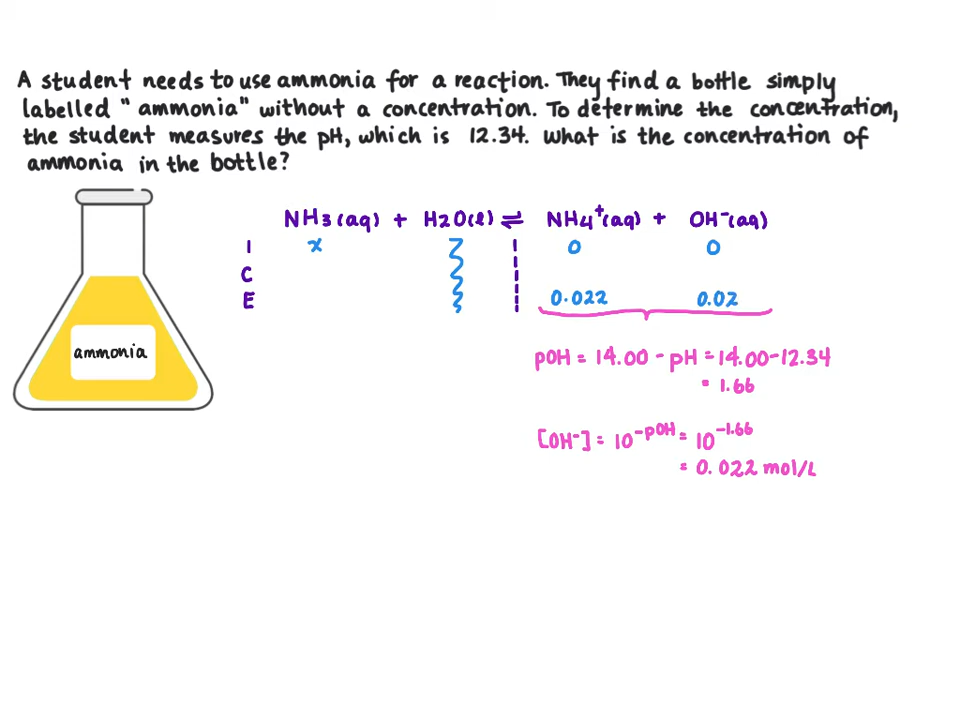 A student needs to use ammonia for a reaction. They find a bottle simply
labelled "ammonia" without a concentration. To determine the concentration,
the student measures the pH, which is 12.34. What is the concentration of
ammonia in the bottle?
NH3(aq) + H2O(l) ⇌ NH4+(aq) + OH-(aq)
I x 0 0
C
E 0.022 0.02
ammonia
pOH = 14.00 - pH = 14.00-12.34
= 1.66
[OH-] = 10^-pOH = 10^-1.66
= 0.022 mol/L